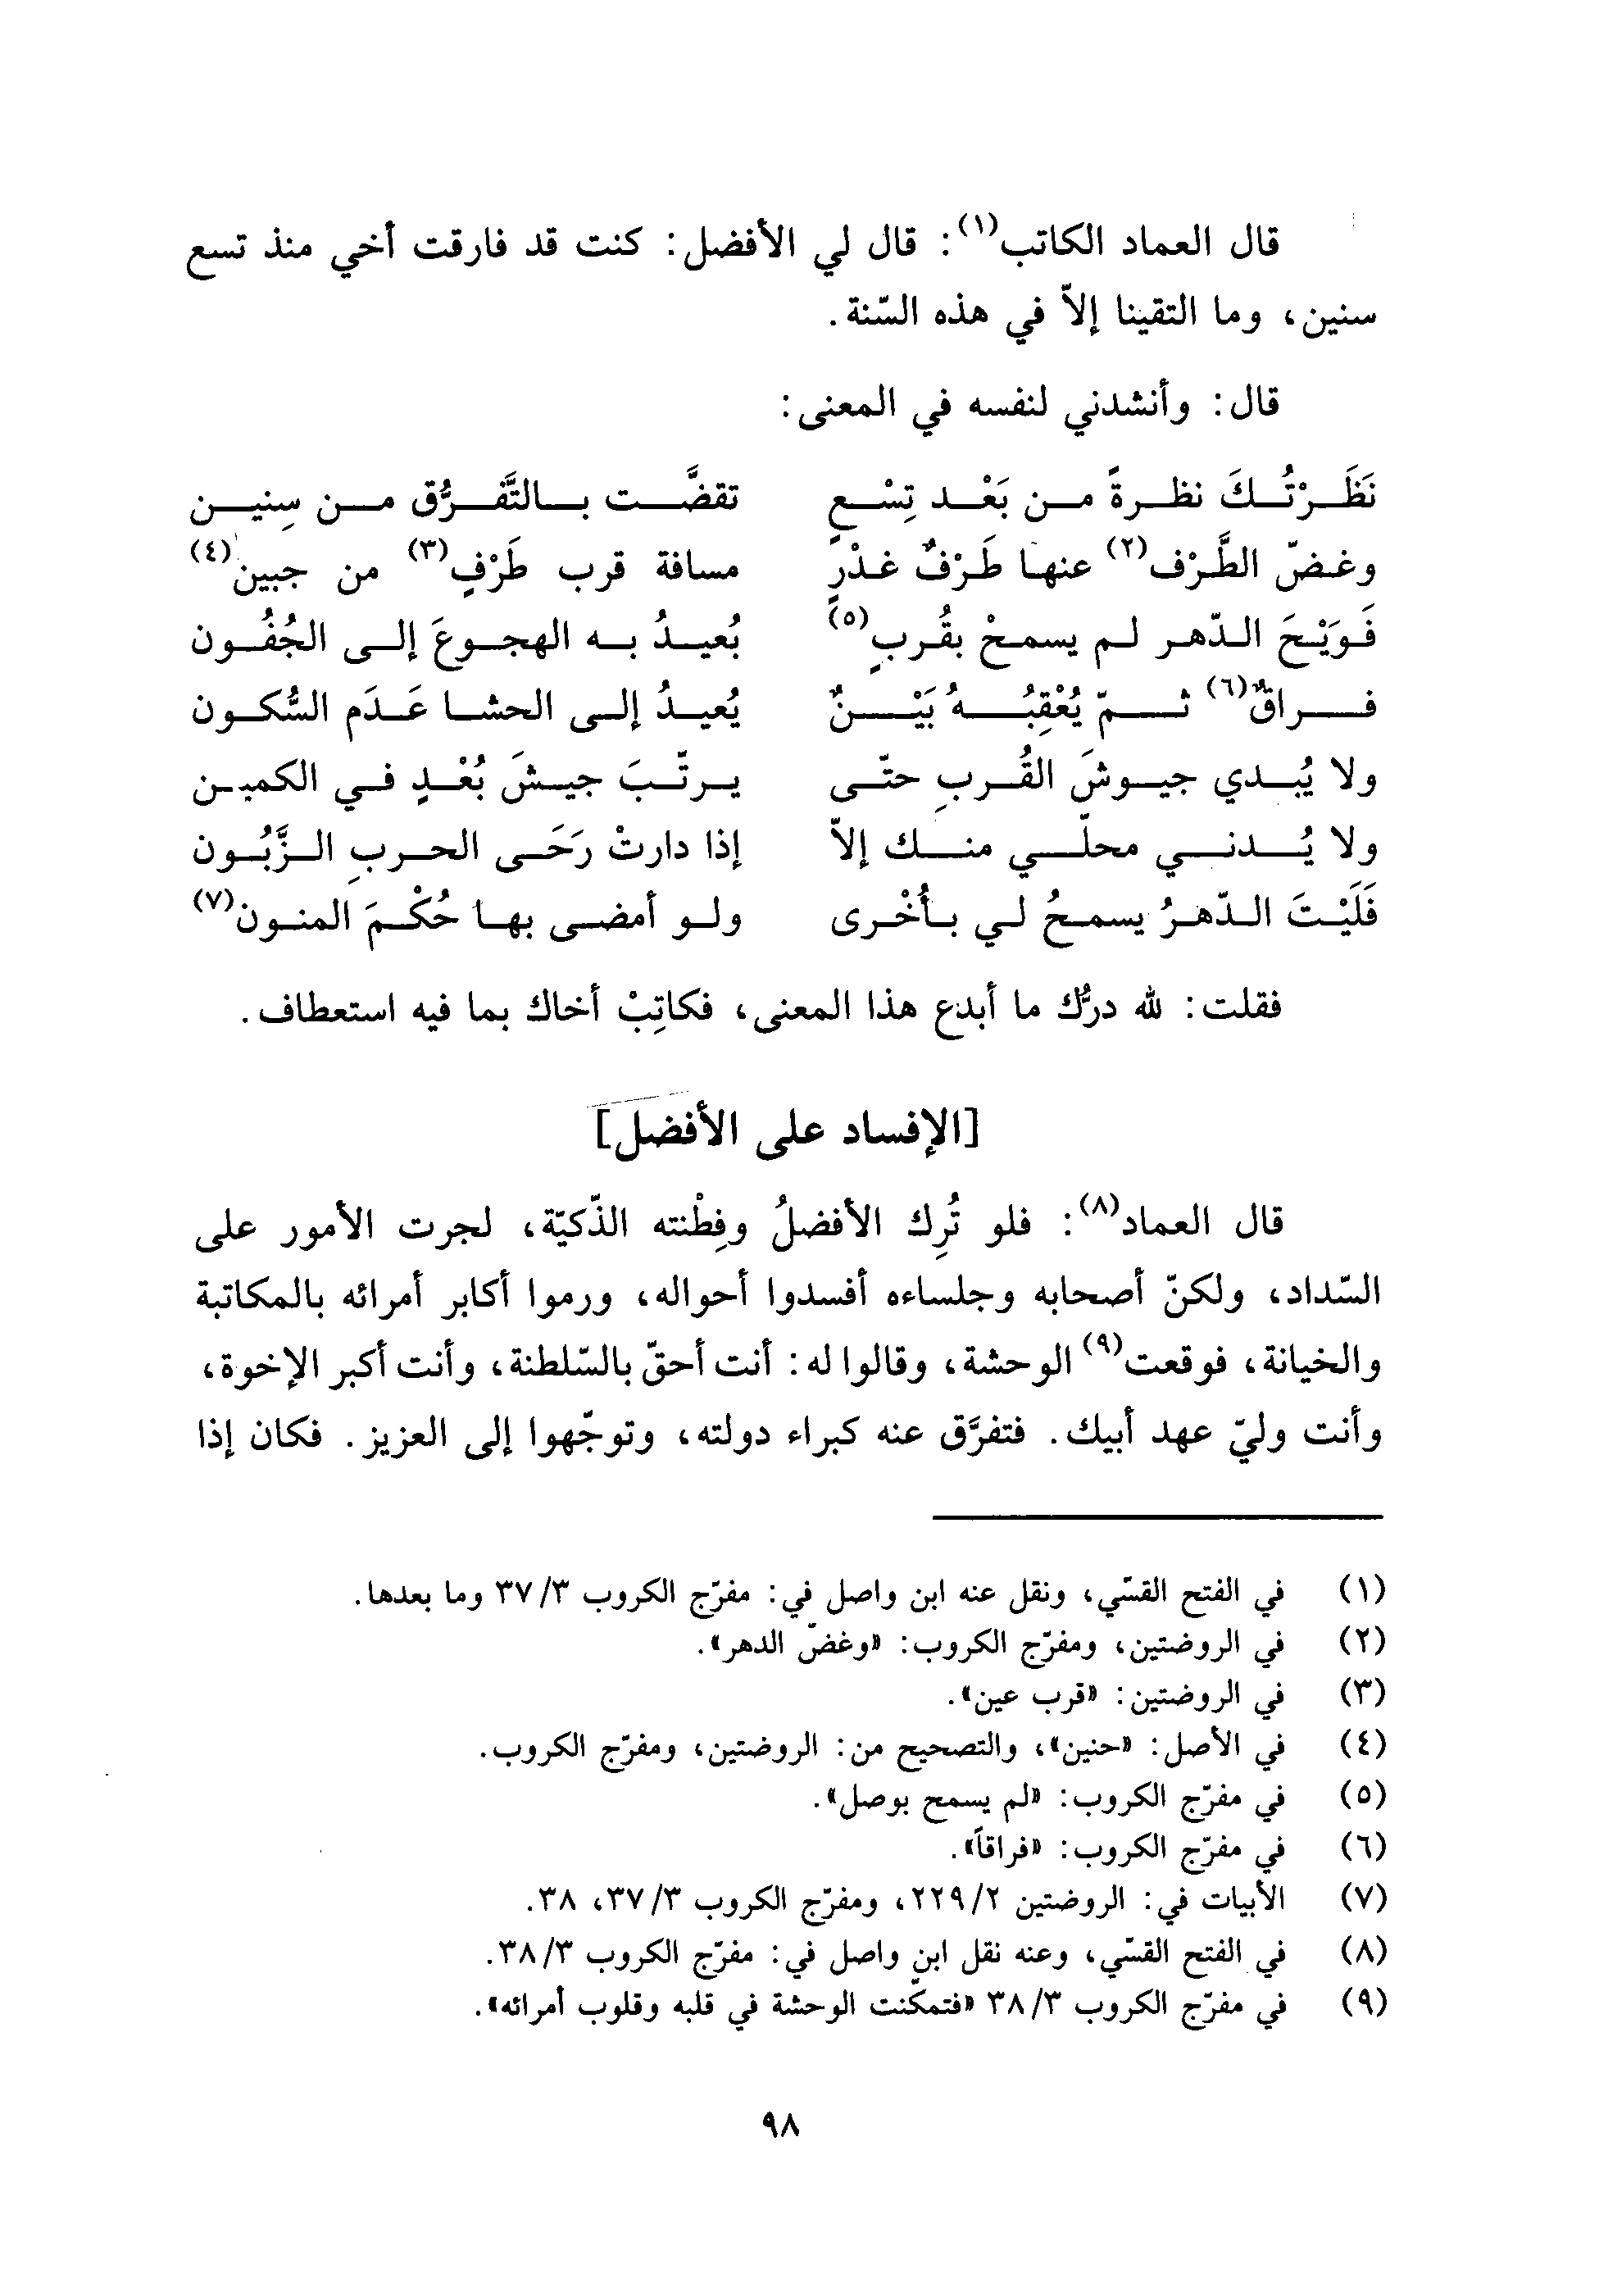 قال العماد الكاتب(١): قال لي الأفضل: كنت قد فارقت أخي منذ تسع
سنين، وما التقينا إلاّ في هذه السّنة.
قال: وأنشدني لنفسه في المعنى:
نَظَرْتُكَ نظرةً من بَعْد تِسْعٍ تقضَّت بالتَّفرُّق من سِنين
وغضّ الطَّرْف(٢) عنها طَرْفٌ غدْرٍ مسافة قرب طَرْفٍ(٣) من جبين(٤)
فَوَيْحَ الدّهر لم يسمحْ بقُربٍ(٥) بُعيدُ به الهجوعَ إلى الجُفُون
فراقٌ(٦) ثمّ يُعْقِبُهُ بَيْنٌ يُعيدُ إلى الحشا عَدَم السُّكون
ولا يُبدي جيوشَ القُربِ حتّى يرتّبَ جيشَ بُعْدٍ في الكمين
ولا يُدني محلّي منك إلاّ إذا دارتْ رَحَى الحربِ الزَّبُون
فَلَيْتَ الدّهرُ يسمحُ لي بأُخْرى ولو أمضى بها حُكْمَ المنون(٧)
فقلت: لله درُّك ما أبدع هذا المعنى، فكاتِبْ أخاك بما فيه استعطاف.
[الإفساد على الأفضل]
قال العماد(٨): فلو تُرِك الأفضلُ وفِطْنته الذّكيّة، لجرت الأمور على
السّداد، ولكنّ أصحابه وجلساءه أفسدوا أحواله، ورموا أكابر أمرائه بالمكاتبة
والخيانة، فوقعت(٩) الوحشة، وقالوا له: أنت أحقّ بالسّلطنة، وأنت أكبر الإخوة،
وأنت وليّ عهد أبيك. فتفرَّق عنه كبراء دولته، وتوجّهوا إلى العزيز. فكان إذا
(١) في الفتح القسّي، ونقل عنه ابن واصل في: مفرّج الكروب ٣٧/٣ وما بعدها.
(٢) في الروضتين، ومفرّج الكروب: «وغضّ الدهر».
(٣) في الروضتين: «قرب عين».
(٤) في الأصل: «حنين»، والتصحيح من: الروضتين، ومفرّج الكروب.
(٥) في مفرّج الكروب: «لم يسمح بوصل».
(٦) في مفرّج الكروب: «فراقاً».
(٧) الأبيات في: الروضتين ٢٢٩/٢، ومفرّج الكروب ٣٧/٣، ٣٨.
(٨) في الفتح القسّي، وعنه نقل ابن واصل في: مفرّج الكروب ٣٨/٣.
(٩) في مفرّج الكروب ٣٨/٣ «فتمكّنت الوحشة في قلبه وقلوب أمرائه».
٩٨